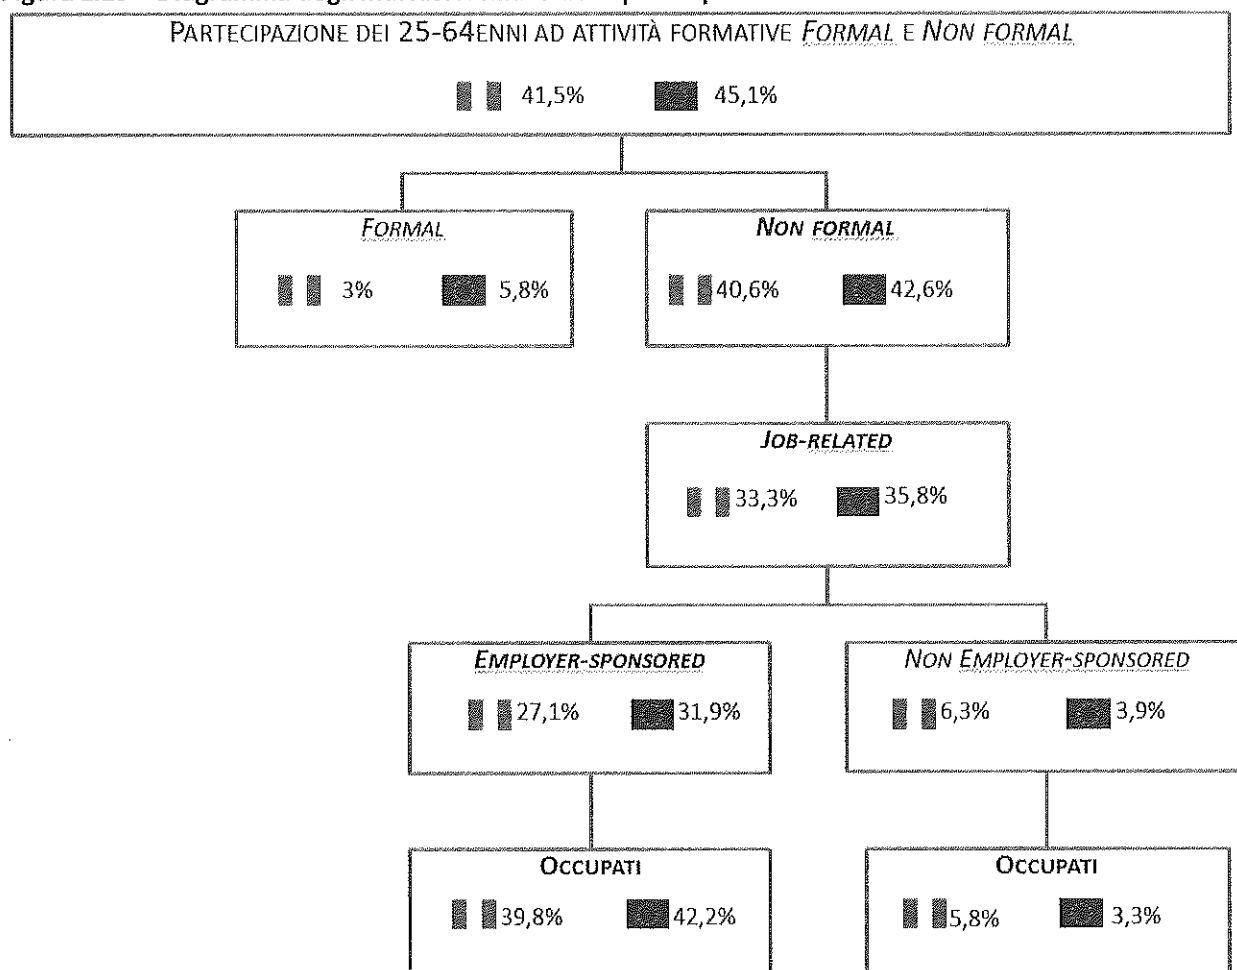 PARTECIPAZIONE DEI 25-64ENNI AD ATTIVITÀ FORMATIVE FORMAL E NON FORMAL
41,5% 45,1%
FORMAL
3% 5,8%
NON FORMAL
40,6% 42,6%
JOB-RELATED
33,3% 35,8%
EMPLOYER-SPONSORED
27,1% 31,9%
NON EMPLOYER-SPONSORED
6,3% 3,9%
OCCUPATI
39,8% 42,2%
OCCUPATI
5,8% 3,3%